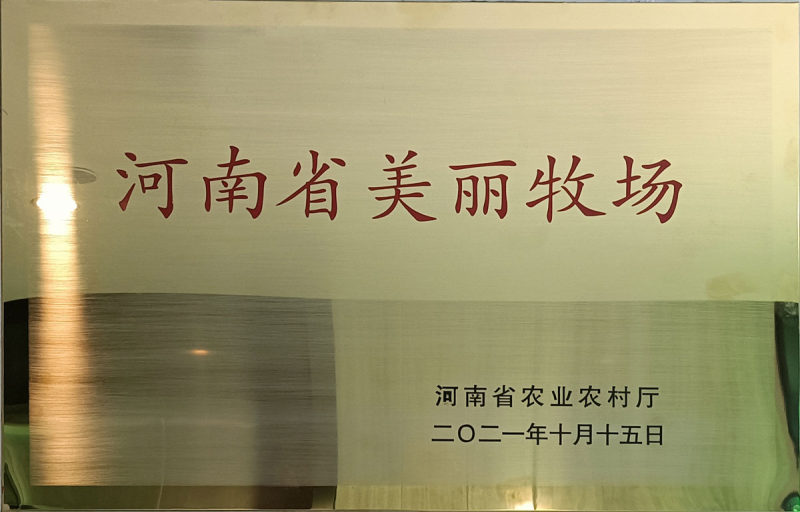 河南省美丽牧场
河南省农业农村厅
二〇二一年十月十五日